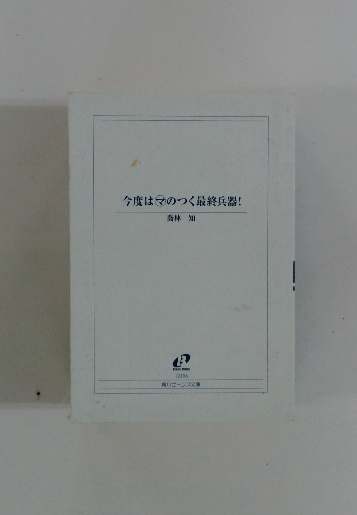 今度は㋮のつく最終兵器!
喬林 知
角川ビーンズ文庫